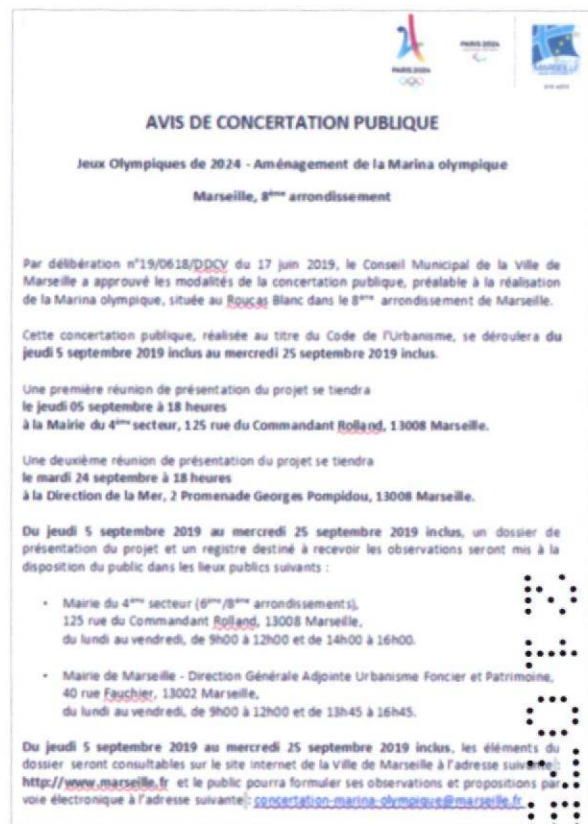 PARIS 2024
PARIS 2024
MARSEILLE
AVIS DE CONCERTATION PUBLIQUE
Jeux Olympiques de 2024 - Aménagement de la Marina olympique
Marseille, 8ème arrondissement
Par délibération n°19/0618/DDCV du 17 juin 2019, le Conseil Municipal de la Ville de
Marseille a approuvé les modalités de la concertation publique, préalable à la réalisation
de la Marina olympique, située au Roucas Blanc dans le 8ème arrondissement de Marseille.
Cette concertation publique, réalisée au titre du Code de l'Urbanisme, se déroulera du
jeudi 5 septembre 2019 inclus au mercredi 25 septembre 2019 inclus.
Une première réunion de présentation du projet se tiendra
le jeudi 05 septembre à 18 heures
à la Mairie du 4ème secteur, 125 rue du Commandant Rolland, 13008 Marseille.
Une deuxième réunion de présentation du projet se tiendra
le mardi 24 septembre à 18 heures
à la Direction de la Mer, 2 Promenade Georges Pompidou, 13008 Marseille.
Du jeudi 5 septembre 2019 au mercredi 25 septembre 2019 inclus, un dossier de
présentation du projet et un registre destiné à recevoir les observations seront mis à la
disposition du public dans les lieux publics suivants :
• Mairie du 4ème secteur (6ème/8ème arrondissements),
125 rue du Commandant Rolland, 13008 Marseille,
du lundi au vendredi, de 9h00 à 12h00 et de 14h00 à 16h00.
• Mairie de Marseille - Direction Générale Adjointe Urbanisme Foncier et Patrimoine,
40 rue Fauchier, 13002 Marseille,
du lundi au vendredi, de 9h00 à 12h00 et de 13h45 à 16h45.
Du jeudi 5 septembre 2019 au mercredi 25 septembre 2019 inclus, les éléments du
dossier seront consultables sur le site Internet de la Ville de Marseille à l'adresse suivante :
http://www.marseille.fr et le public pourra formuler ses observations et propositions par
voie électronique à l'adresse suivante : concertation-marina-olympique@marseille.fr